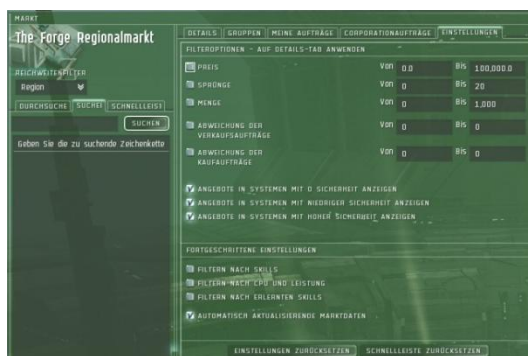 MARKT
The Forge Regionalmarkt
REICHWEITENFILTER
Region
DURCHSUCHE SUCHE SCHNELLLEIST
SUCHEN
Geben Sie die zu suchende Zeichenkette
DETAILS GRUPPEN MEINE AUFTRÄGE CORPORATIONAUFTRÄGE EINSTELLUNGEN
FILTEROPTIONEN - AUF DETAILS-TAB ANWENDEN
PREIS Von 0.0 Bis 100,000.0
SPRÜNGE Von 0 Bis 20
MENGE Von 0 Bis 1,000
ABWEICHUNG DER VERKAUFSAUFTRÄGE Von 0 Bis 0
ABWEICHUNG DER KAUFAUFTRÄGE Von 0 Bis 0
ANGEBOTE IN SYSTEMEN MIT 0 SICHERHEIT ANZEIGEN
ANGEBOTE IN SYSTEMEN MIT NIEDRIGER SICHERHEIT ANZEIGEN
ANGEBOTE IN SYSTEMEN MIT HOHER SICHERHEIT ANZEIGEN
FORTGESCHRITTENE EINSTELLUNGEN
FILTERN NACH SKILLS
FILTERN NACH CPU UND LEISTUNG
FILTERN NACH ERLERNTEN SKILLS
AUTOMATISCH AKTUALISIERENDE MARKTDATEN
EINSTELLUNGEN ZURÜCKSETZEN SCHNELLLEISTE ZURÜCKSETZEN